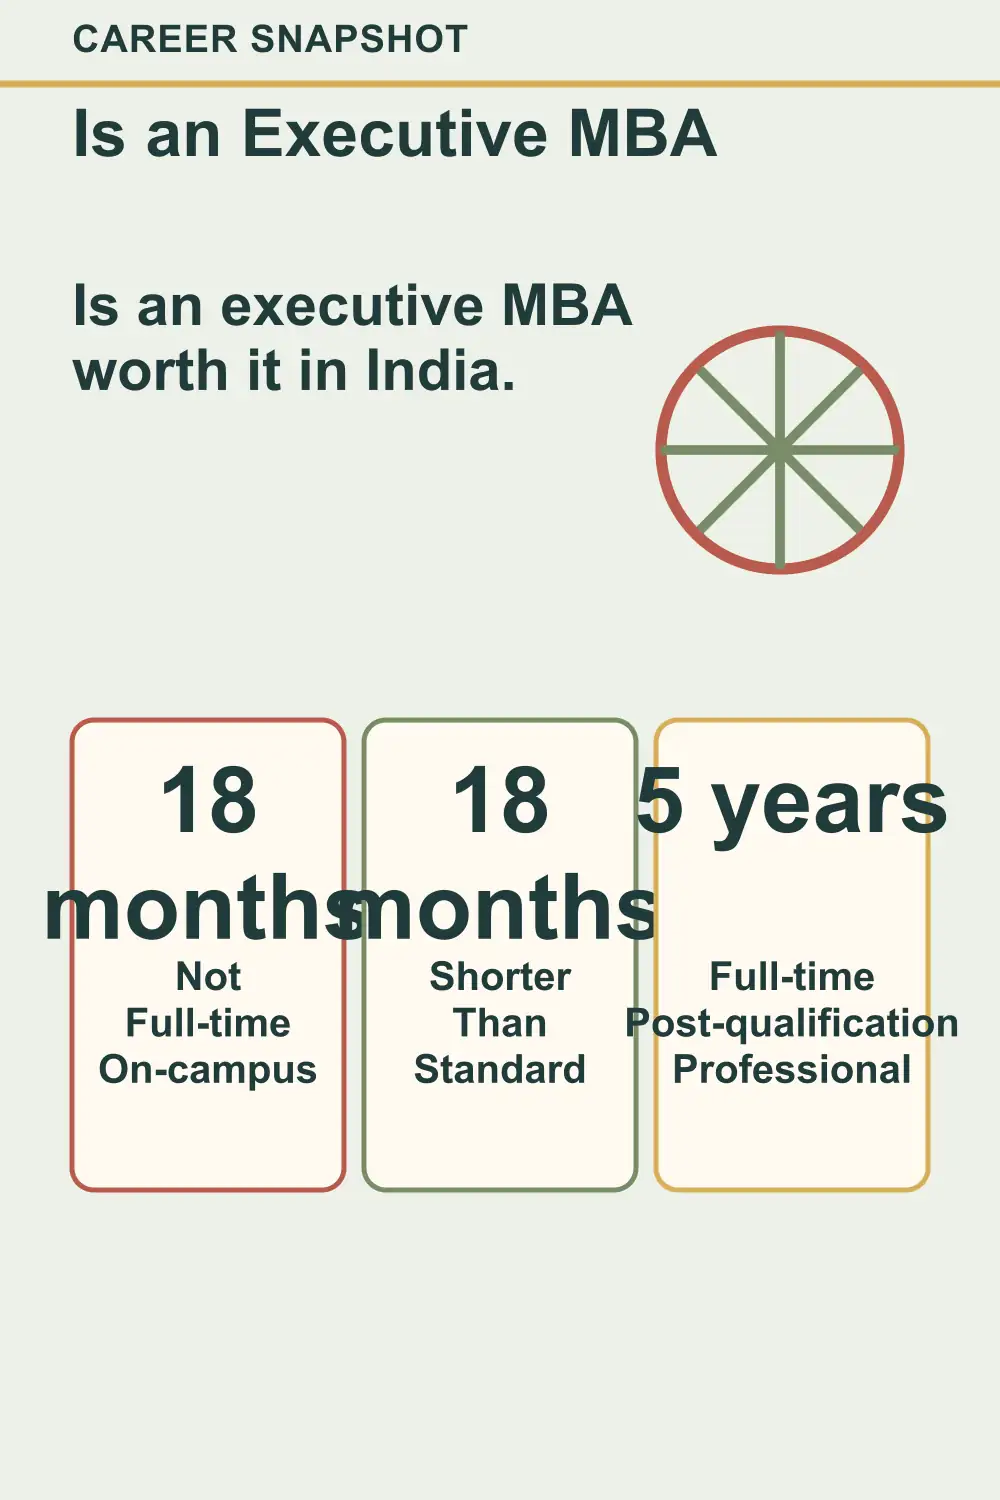 CAREER SNAPSHOT
Is an Executive MBA
Is an executive MBA
worth it in India.
18
months
Not
Full-time
On-campus
18
months
Shorter
Than
Standard
5 years
Full-time
Post-qualification
Professional